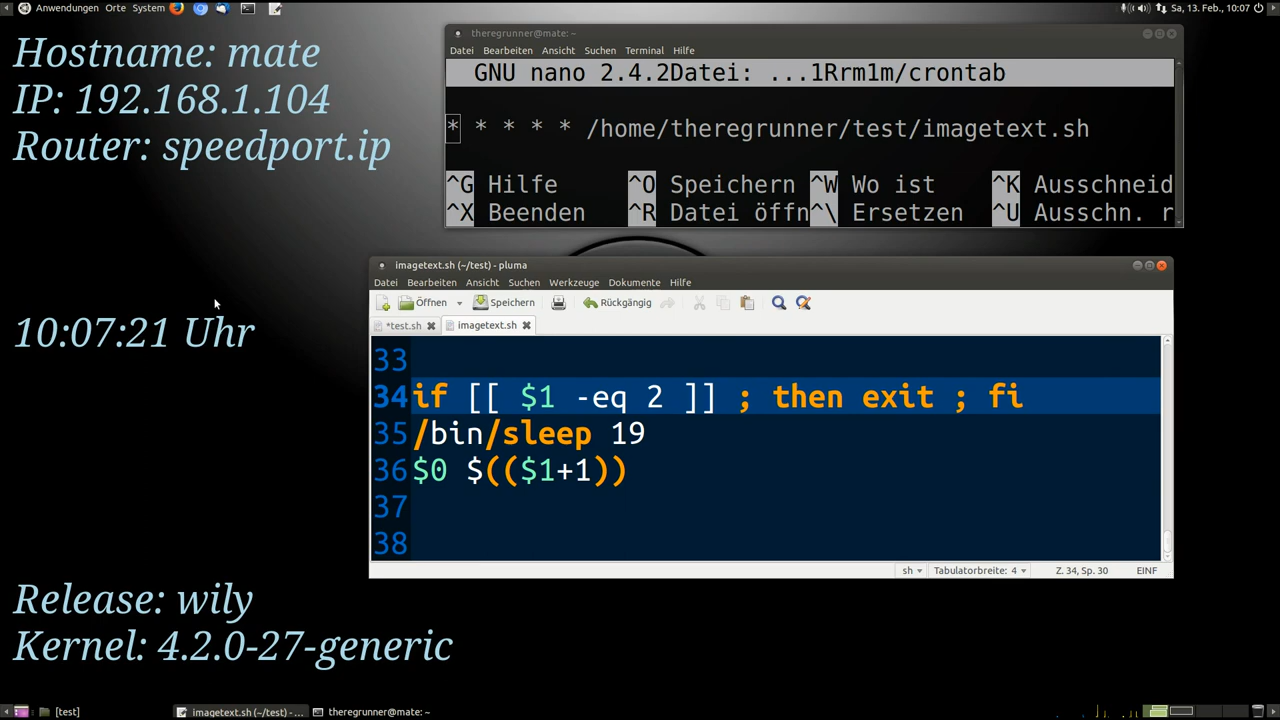 Anwendungen Orte System
Sa, 13. Feb., 10:07
Hostname: mate
IP: 192.168.1.104
Router: speedport.ip
10:07:21 Uhr
Release: wily
Kernel: 4.2.0-27-generic
theregrunner@mate: ~
Datei Bearbeiten Ansicht Suchen Terminal Hilfe
GNU nano 2.4.2Datei: ...1Rrm1m/crontab
* * * * * /home/theregrunner/test/imagetext.sh
^G Hilfe ^O Speichern ^W Wo ist ^K Ausschneid
^X Beenden ^R Datei öffn^\ Ersetzen ^U Ausschn. r
imagetext.sh (~/test) - pluma
Datei Bearbeiten Ansicht Suchen Werkzeuge Dokumente Hilfe
Öffnen Speichern Rückgängig
*test.sh imagetext.sh
33
34 if [[ $1 -eq 2 ]] ; then exit ; fi
35 /bin/sleep 19
36 $0 $(($1+1))
37
38
sh Tabulatorbreite: 4 Z. 34, Sp. 30 EINF
[test] imagetext.sh (~/test) - ... theregrunner@mate: ~